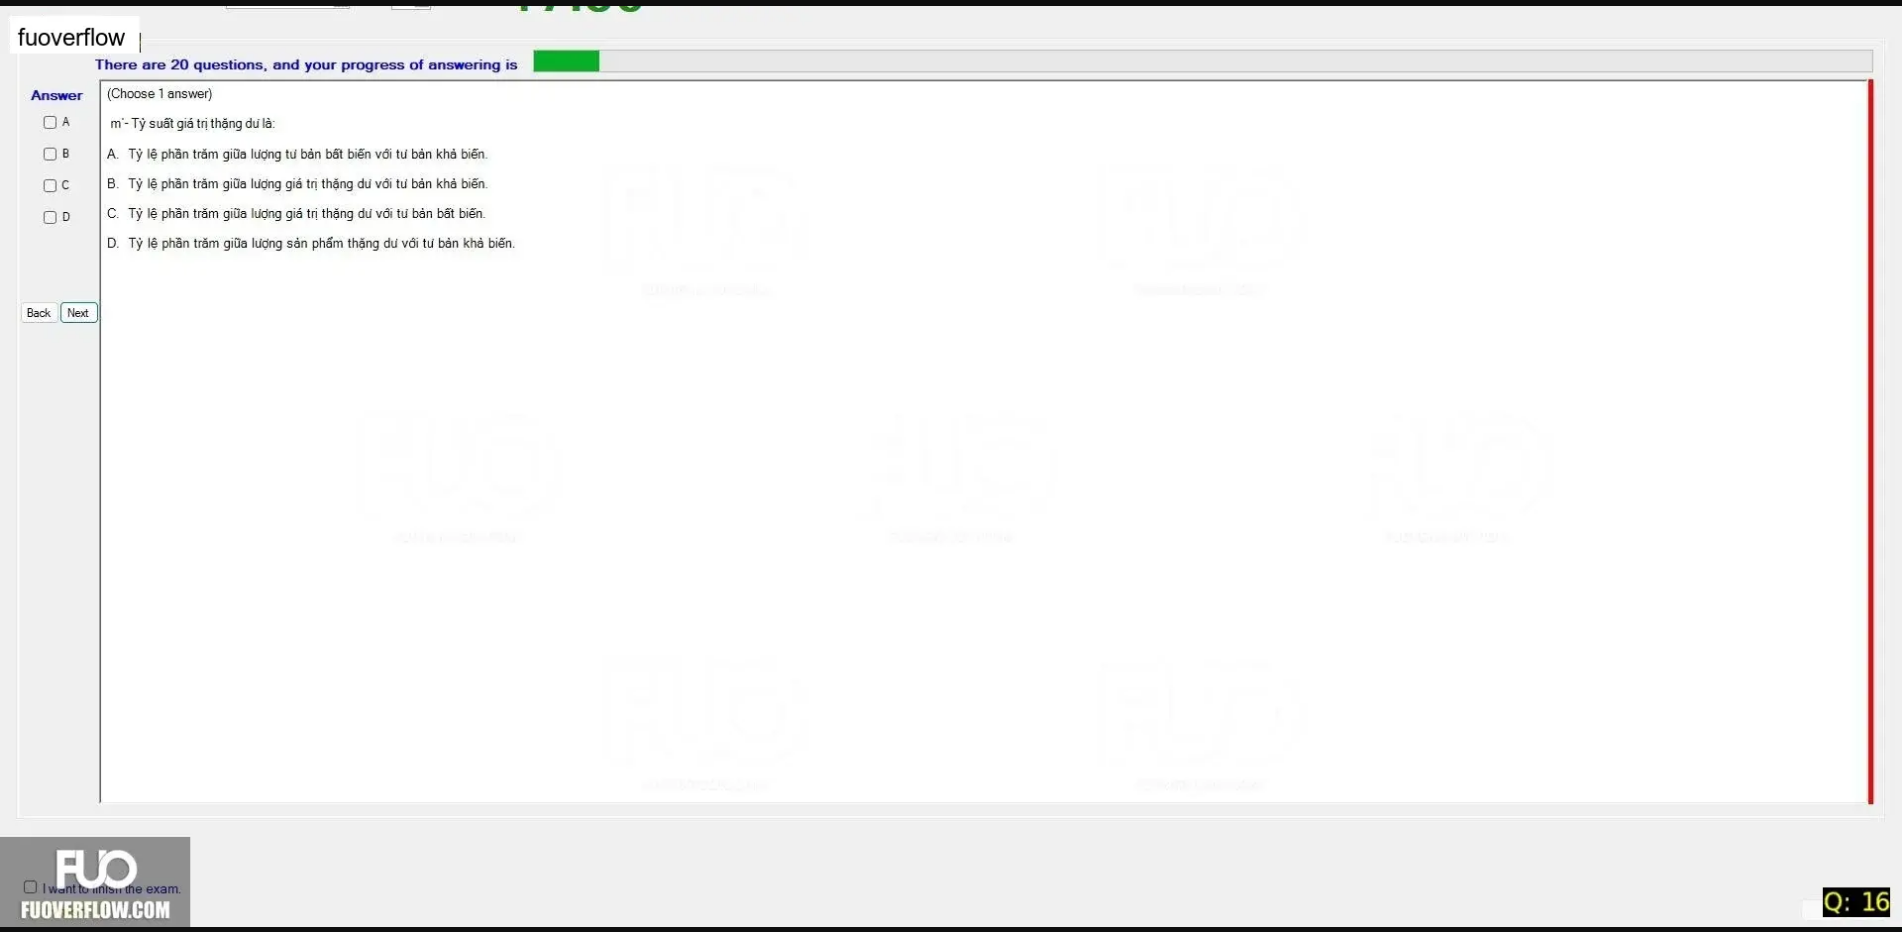 fuoverflow
There are 20 questions, and your progress of answering is
Answer
(Choose 1 answer)
A
m'- Tỷ suất giá trị thặng dư là:
B
A. Tỷ lệ phần trăm giữa lượng tư bản bất biến với tư bản khả biến.
C
B. Tỷ lệ phần trăm giữa lượng giá trị thặng dư với tư bản khả biến.
D
C. Tỷ lệ phần trăm giữa lượng giá trị thặng dư với tư bản bất biến.
D. Tỷ lệ phần trăm giữa lượng sản phẩm thặng dư với tư bản khả biến.
Back Next
FUO
I want to finish the exam.
FUOVERFLOW.COM
Q: 16